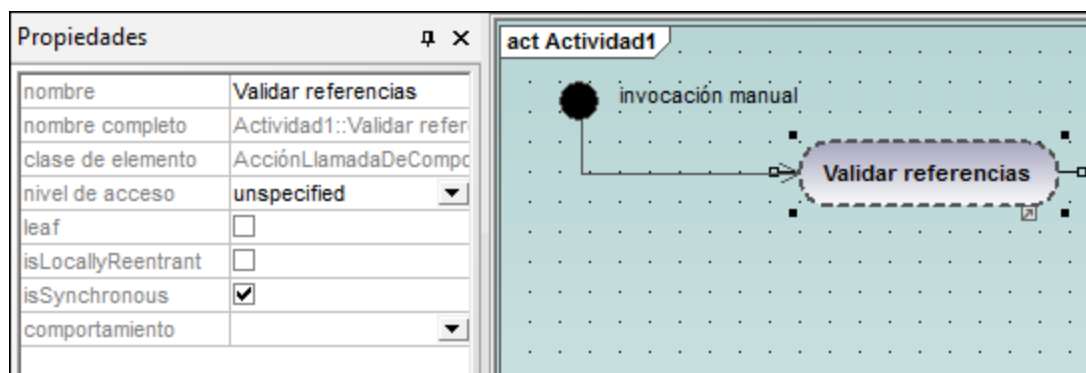 Propiedades
nombre Validar referencias
nombre completo Actividad1::Validar refer
clase de elemento AcciónLlamadaDeCompo
nivel de acceso unspecified
leaf
isLocallyReentrant
isSynchronous
comportamiento
act Actividad1
invocación manual
Validar referencias